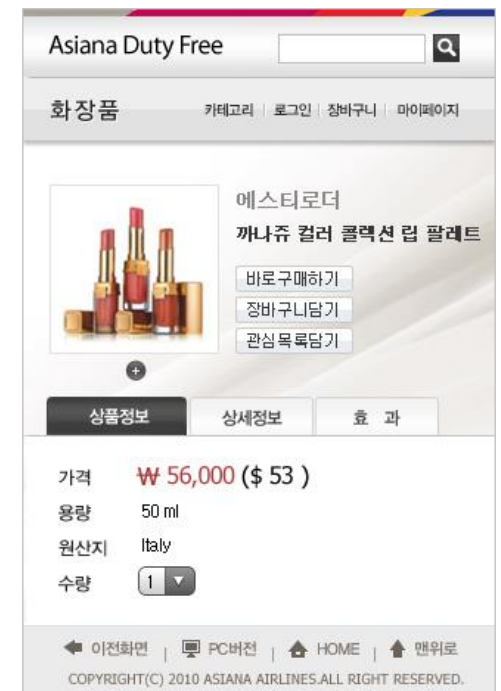 Asiana Duty Free
화장품 카테고리 | 로그인 | 장바구니 | 마이페이지
에스티로더
까나쥬 컬러 콜렉션 립 팔레트
바로구매하기
장바구니담기
관심목록담기
상품정보 상세정보 효 과
가격 ₩ 56,000 ($ 53 )
용량 50 ml
원산지 Italy
수량 1
이전화면 | PC버전 | HOME | 맨위로
COPYRIGHT(C) 2010 ASIANA AIRLINES.ALL RIGHT RESERVED.